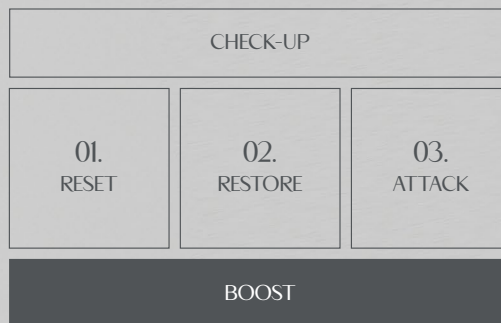 CHECK-UP
01.
RESET
02.
RESTORE
03.
ATTACK
BOOST